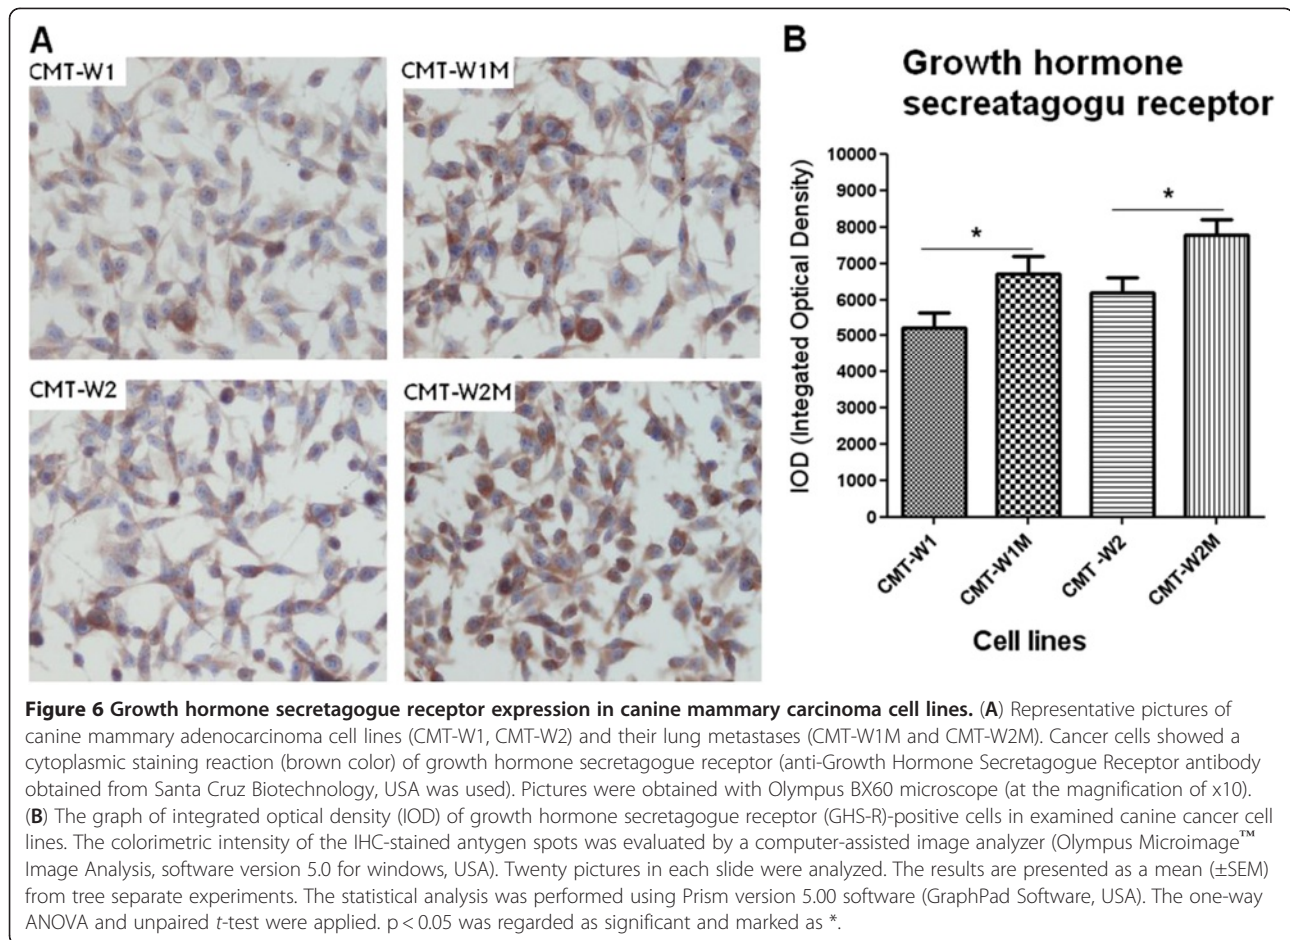 A
CMT-W1
CMT-W1M
CMT-W2
CMT-W2M
B
Growth hormone
secreatagogu receptor
IOD (Integated Optical Density)
10000
9000
8000
7000
6000
5000
4000
3000
2000
1000
0
*
*
CMT-W1
CMT-W1M
CMT -W2
CMT-W2M
Cell lines
Figure 6 Growth hormone secretagogue receptor expression in canine mammary carcinoma cell lines. (A) Representative pictures of
canine mammary adenocarcinoma cell lines (CMT-W1, CMT-W2) and their lung metastases (CMT-W1M and CMT-W2M). Cancer cells showed a
cytoplasmic staining reaction (brown color) of growth hormone secretagogue receptor (anti-Growth Hormone Secretagogue Receptor antibody
obtained from Santa Cruz Biotechnology, USA was used). Pictures were obtained with Olympus BX60 microscope (at the magnification of x10).
(B) The graph of integrated optical density (IOD) of growth hormone secretagogue receptor (GHS-R)-positive cells in examined canine cancer cell
lines. The colorimetric intensity of the IHC-stained antygen spots was evaluated by a computer-assisted image analyzer (Olympus Microimage™
Image Analysis, software version 5.0 for windows, USA). Twenty pictures in each slide were analyzed. The results are presented as a mean (±SEM)
from tree separate experiments. The statistical analysis was performed using Prism version 5.00 software (GraphPad Software, USA). The one-way
ANOVA and unpaired t-test were applied. p < 0.05 was regarded as significant and marked as *.